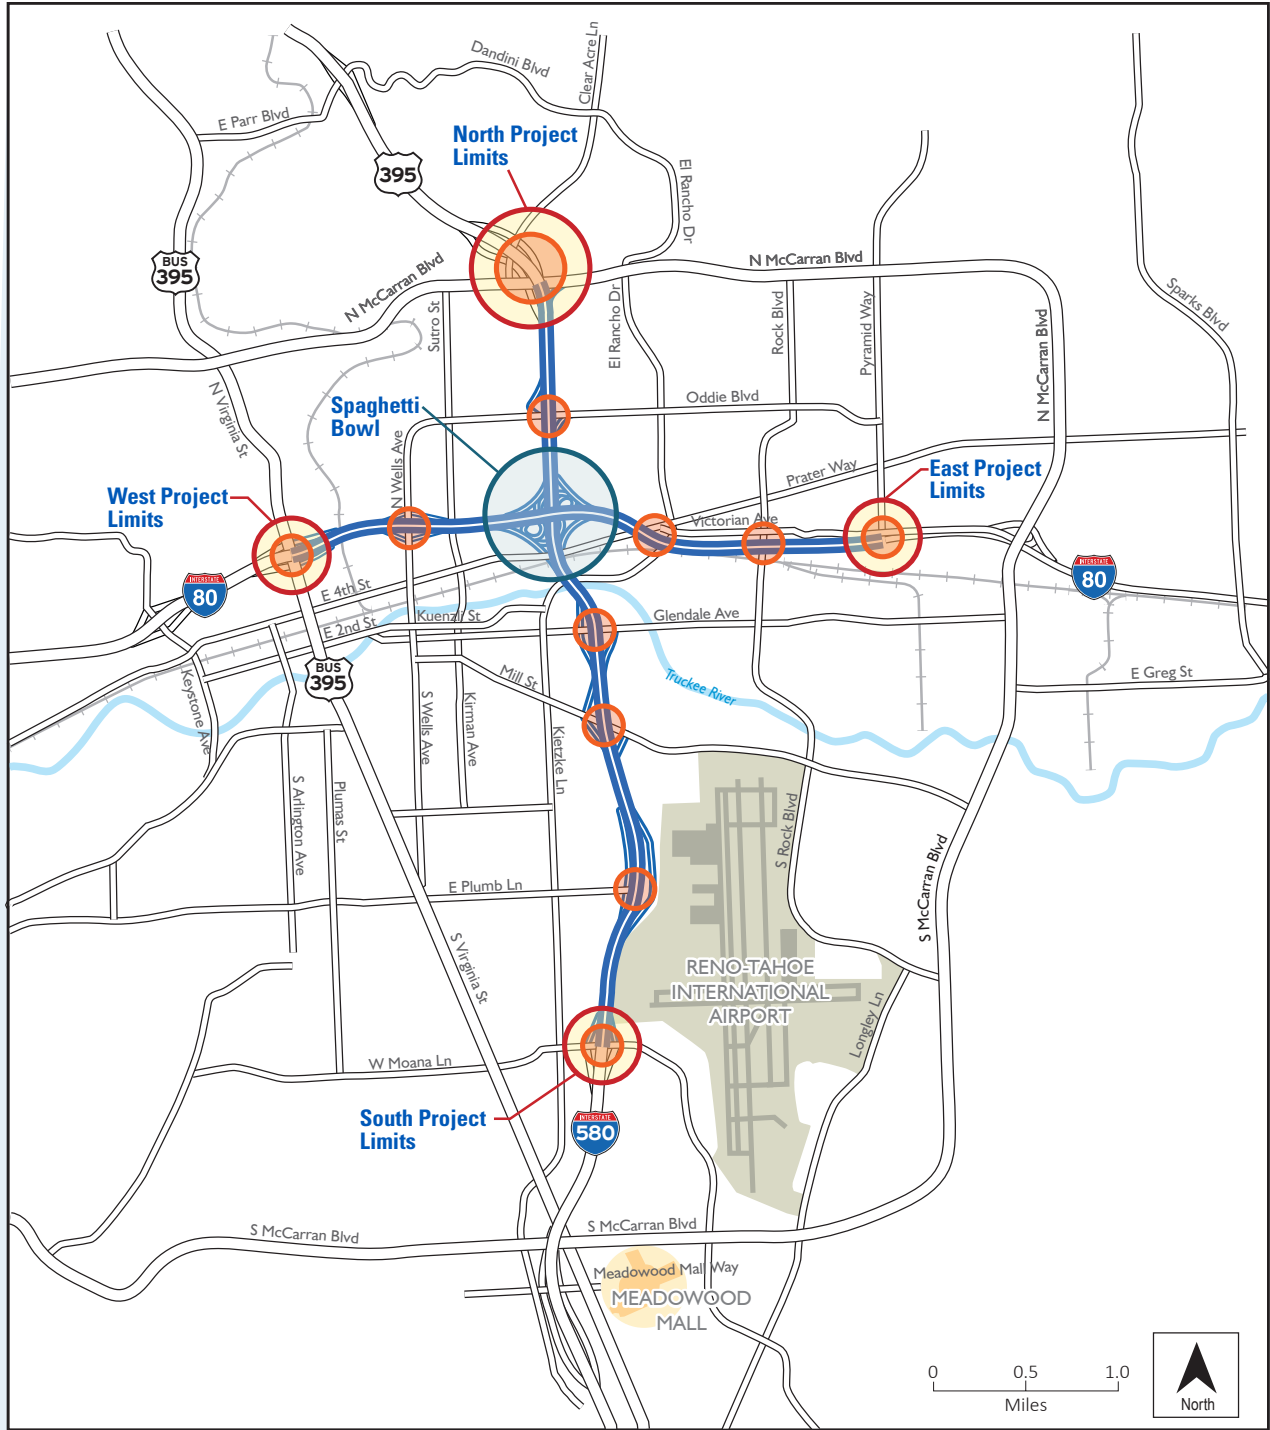 Dandini Blvd
Clear Acre Ln
E Parr Blvd
North Project
Limits
395
El Rancho Dr
BUS
395
N McCarran Blvd
N McCarran Blvd
Sparks Blvd
Sutro St
El Rancho Dr
Rock Blvd
Pyramid Way
N McCarran Blvd
N Virginia St
Spaghetti
Bowl
Oddie Blvd
N Wells Ave
Prater Way
East Project
Limits
West Project
Limits
Victorian Ave
INTERSTATE
80
INTERSTATE
80
E 4th St
Kuenzli St
Glendale Ave
E 2nd St
BUS
395
Keystone Ave
Mill St
Truckee River
E Greg St
S Wells Ave
Kirman Ave
Kietzke Ln
S Arlington Ave
Plumas St
S Rock Blvd
S McCarran Blvd
E Plumb Ln
S Virginia St
RENO-TAHOE
INTERNATIONAL
AIRPORT
Longley Ln
W Moana Ln
South Project
Limits
INTERSTATE
580
S McCarran Blvd
S McCarran Blvd
Meadowood Mall Way
MEADOWOOD
MALL
0 0.5 1.0
Miles
North